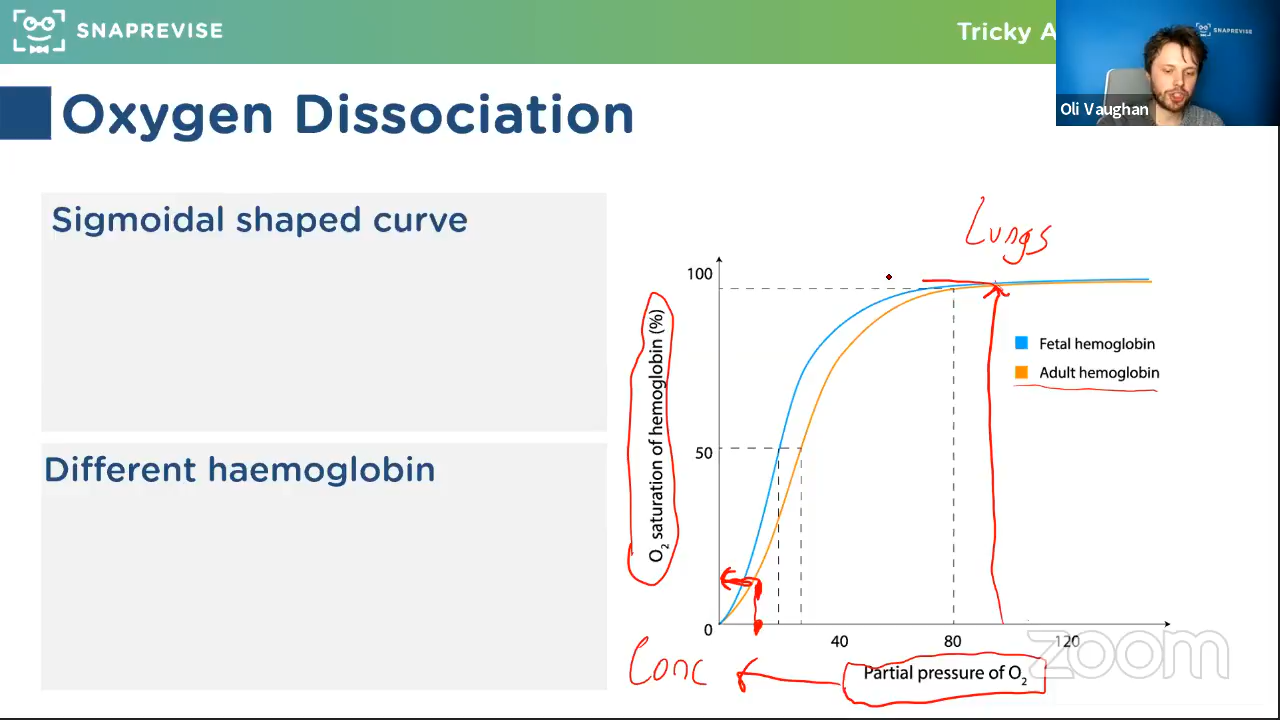 SNAPREVISE
Tricky A
SNAPREVISE
Oli Vaughan
Oxygen Dissociation
Sigmoidal shaped curve
Different haemoglobin
Lungs
100
50
0
O2 saturation of hemoglobin (%)
Fetal hemoglobin
Adult hemoglobin
40 80 120
Conc
Partial pressure of O2
zoom